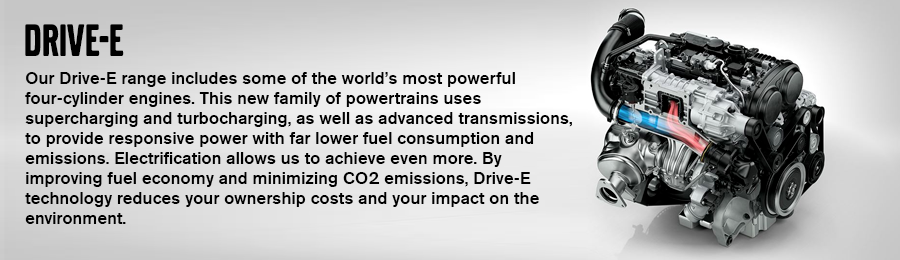 DRIVE-E
Our Drive-E range includes some of the world's most powerful
four-cylinder engines. This new family of powertrains uses
supercharging and turbocharging, as well as advanced transmissions,
to provide responsive power with far lower fuel consumption and
emissions. Electrification allows us to achieve even more. By
improving fuel economy and minimizing CO2 emissions, Drive-E
technology reduces your ownership costs and your impact on the
environment.